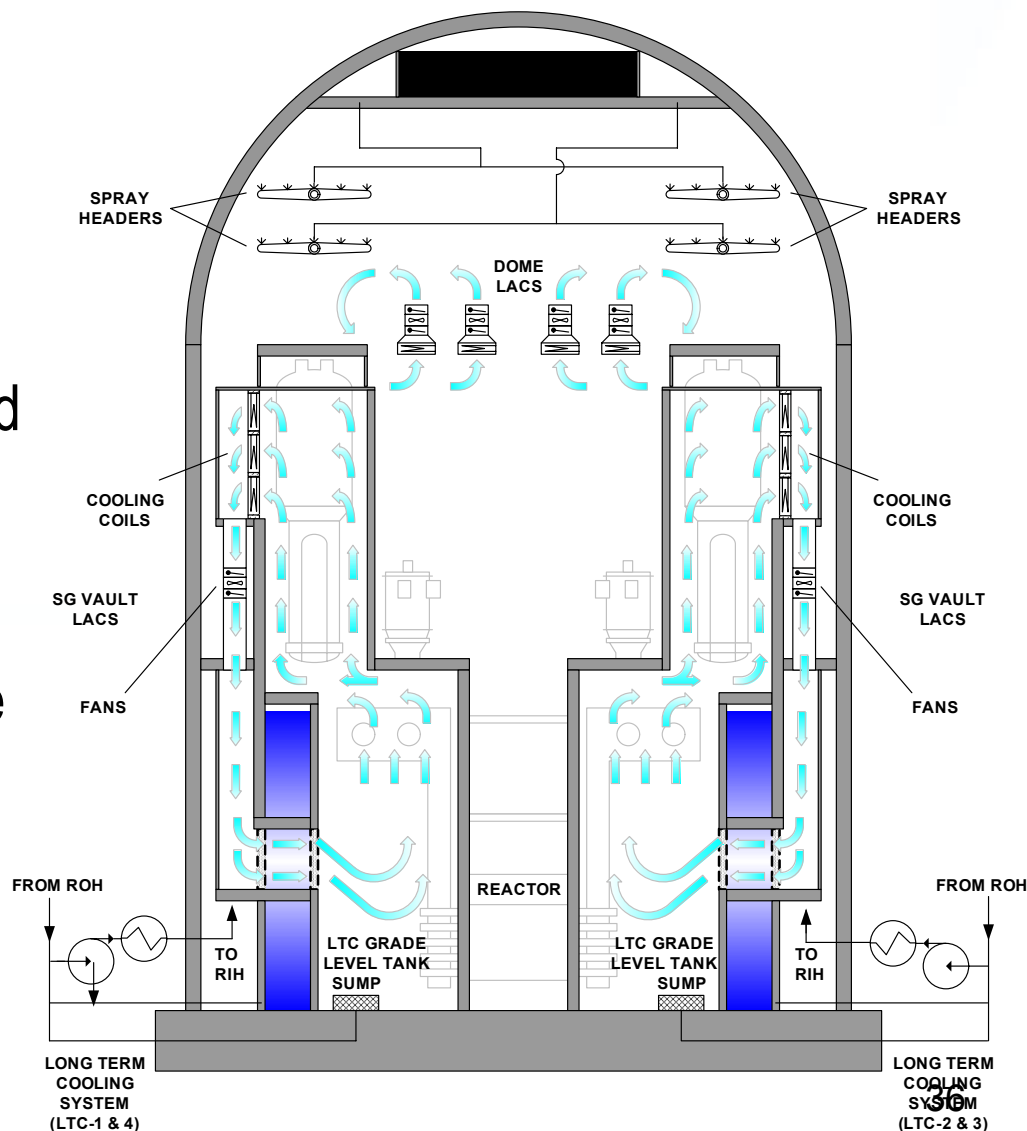 SPRAY
HEADERS
SPRAY
HEADERS
DOME
LACS
d
COOLING
COILS
COOLING
COILS
SG VAULT
LACS
SG VAULT
LACS
e
FANS
FANS
FROM ROH
REACTOR
FROM ROH
TO
RIH
LTC GRADE
LEVEL TANK
SUMP
LTC GRADE
LEVEL TANK
SUMP
TO
RIH
LONG TERM
COOLING
SYSTEM
(LTC-1 & 4)
LONG TERM
COOLING
SYSTEM
(LTC-2 & 3)
36